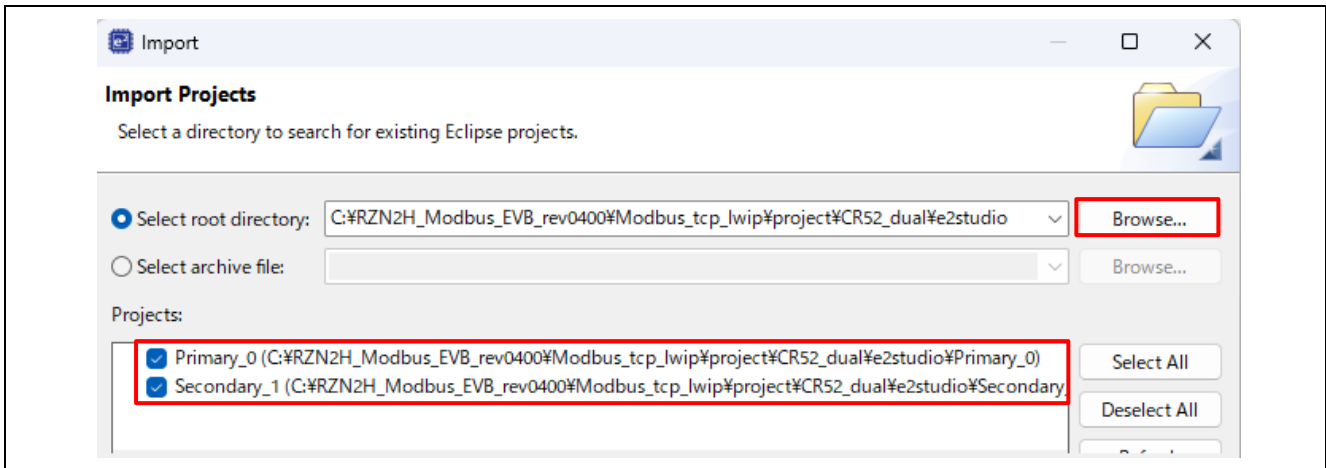 Import
Import Projects
Select a directory to search for existing Eclipse projects.
Select root directory: C:¥RZN2H_Modbus_EVB_rev0400¥Modbus_tcp_lwip¥project¥CR52_dual¥e2studio Browse...
Select archive file: Browse...
Projects:
Primary_0 (C:¥RZN2H_Modbus_EVB_rev0400¥Modbus_tcp_lwip¥project¥CR52_dual¥e2studio¥Primary_0)
Select All
Secondary_1 (C:¥RZN2H_Modbus_EVB_rev0400¥Modbus_tcp_lwip¥project¥CR52_dual¥e2studio¥Secondary_
Deselect All